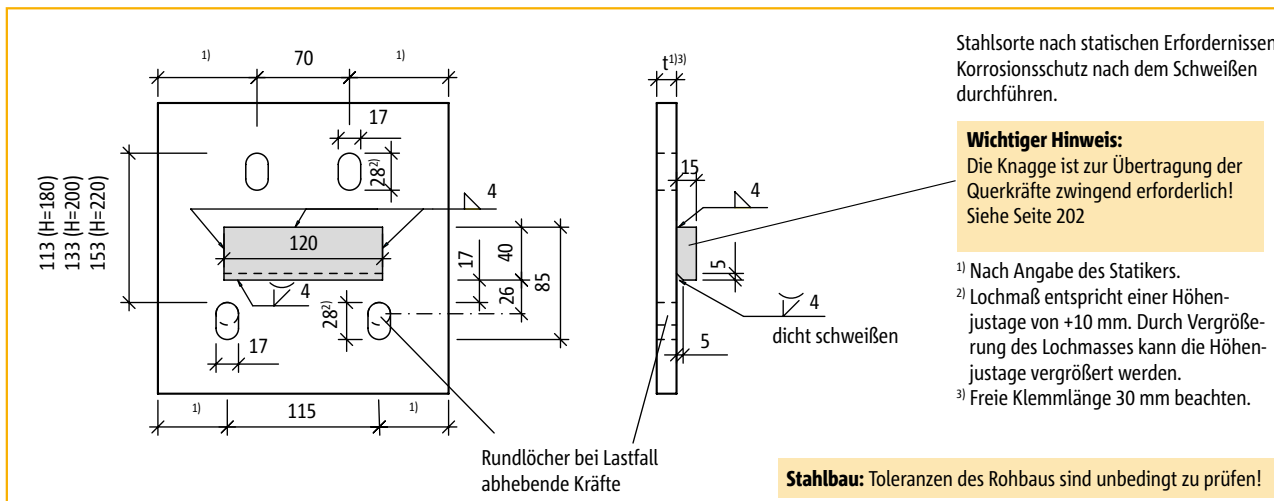 1)
70
1)
17
28²⁾
4
113 (H=180)
133 (H=200)
153 (H=220)
120
4
17
40
26
85
28²⁾
17
1)
115
1)
Rundlöcher bei Lastfall
abhebende Kräfte
t¹⁾³⁾
15
4
5
4
dicht schweißen
5
Stahlsorte nach statischen Erfordernissen
Korrosionsschutz nach dem Schweißen
durchführen.
Wichtiger Hinweis:
Die Knagge ist zur Übertragung der
Querkräfte zwingend erforderlich!
Siehe Seite 202
¹⁾ Nach Angabe des Statikers.
²⁾ Lochmaß entspricht einer Höhen-
justage von +10 mm. Durch Vergröße-
rung des Lochmasses kann die Höhen-
justage vergrößert werden.
³⁾ Freie Klemmlänge 30 mm beachten.
Stahlbau: Toleranzen des Rohbaus sind unbedingt zu prüfen!